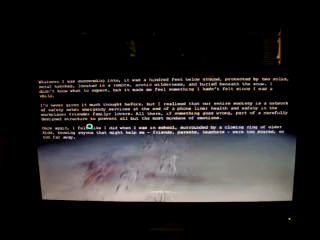 Whatever I was descending into, it was a hundred feet below ground, protected by two solid,
metal hatches, located in a remote, arctic wilderness, and buried beneath the snow. I
didn't know what to expect, but it made me feel something I hadn't felt since I was a
child.
I'd never given it much thought before, but I realised that our entire society is a network
of safety nets: emergency services at the end of a phone line; health and safety in the
workplace; friends; family; lovers. All there, if something goes wrong, part of a carefully
designed structure to prevent all but the most mundane of emotions.
Once again, I felt like I did when I was in school, surrounded by a closing ring of older
kids, knowing anyone that might help me - friends, parents, teachers - were too scared, or
too far away.